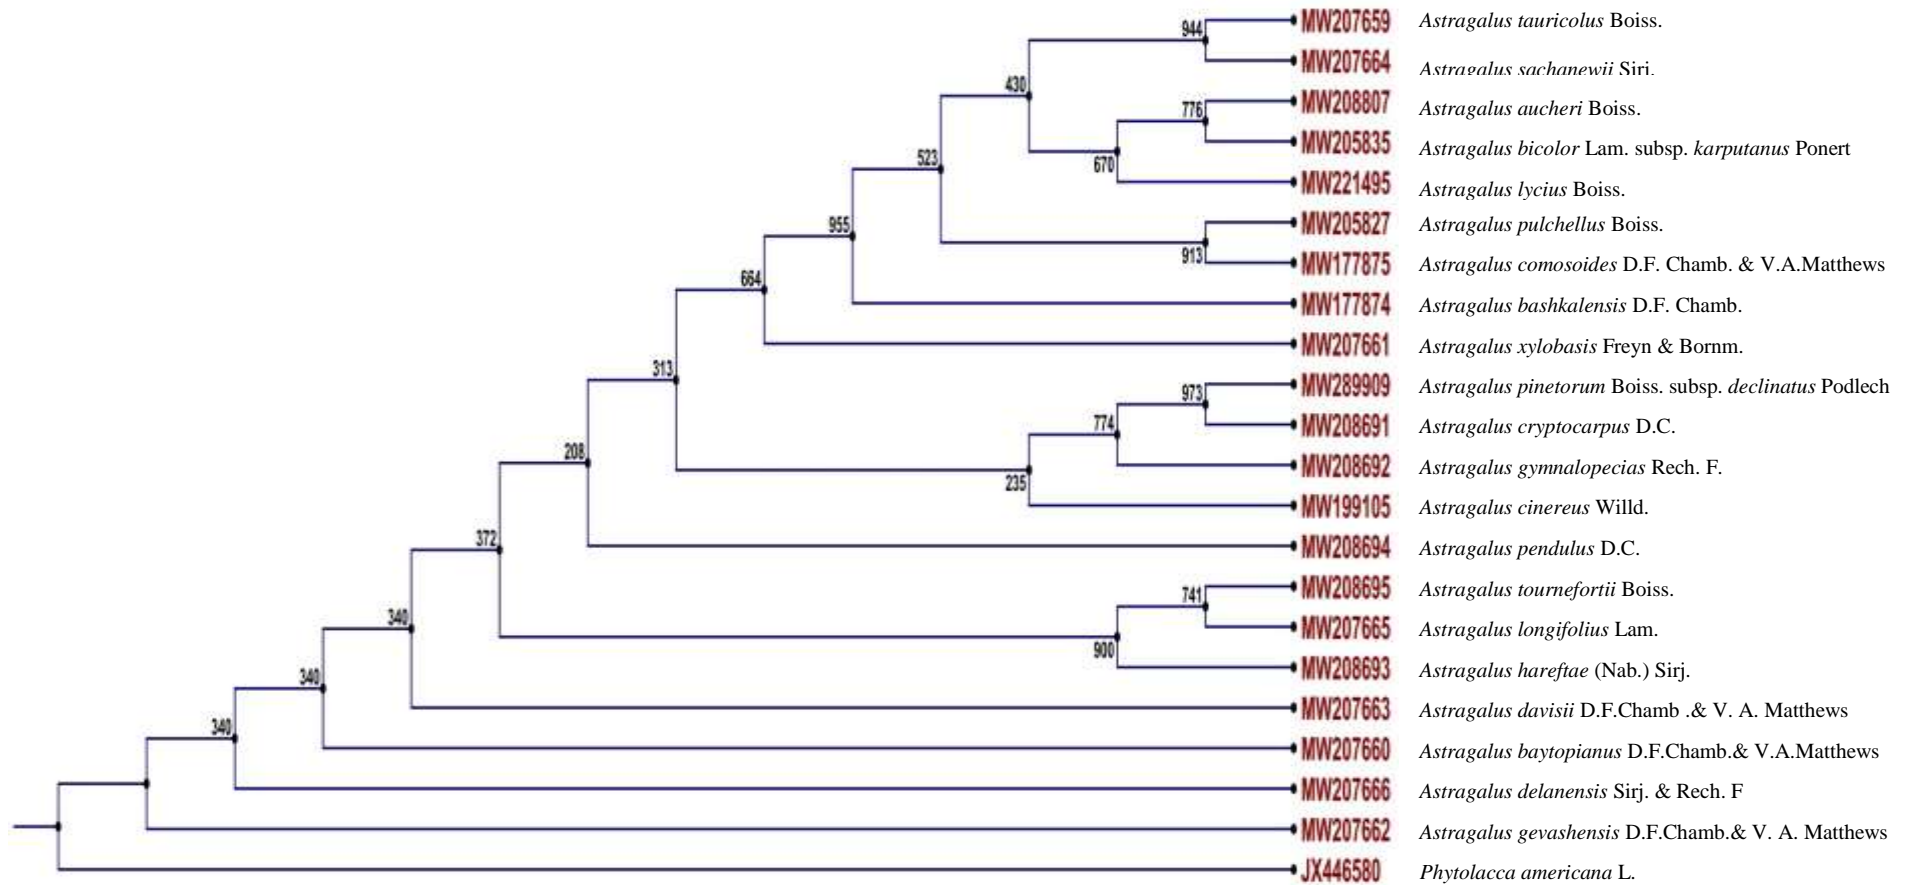 944
MW207659 Astragalus tauricolus Boiss.
MW207664 Astragalus sachanewii Sirj.
430
776
MW208807 Astragalus aucheri Boiss.
MW205835 Astragalus bicolor Lam. subsp. karputanus Ponert
523
670
MW221495 Astragalus lycius Boiss.
955
MW205827 Astragalus pulchellus Boiss.
913
MW177875 Astragalus comosoides D.F. Chamb. & V.A.Matthews
664
MW177874 Astragalus bashkalensis D.F. Chamb.
MW207661 Astragalus xylobasis Freyn & Bornm.
313
973
MW289909 Astragalus pinetorum Boiss. subsp. declinatus Podlech
774
MW208691 Astragalus cryptocarpus D.C.
208
MW208692 Astragalus gymnalopecias Rech. F.
235
MW199105 Astragalus cinereus Willd.
372
MW208694 Astragalus pendulus D.C.
741
MW208695 Astragalus tournefortii Boiss.
340
MW207665 Astragalus longifolius Lam.
900
MW208693 Astragalus hareftae (Nab.) Sirj.
340
MW207663 Astragalus davisii D.F.Chamb .& V. A. Matthews
340
MW207660 Astragalus baytopianus D.F.Chamb.& V.A.Matthews
MW207666 Astragalus delanensis Sirj. & Rech. F
MW207662 Astragalus gevashensis D.F.Chamb.& V. A. Matthews
JX446580 Phytolacca americana L.